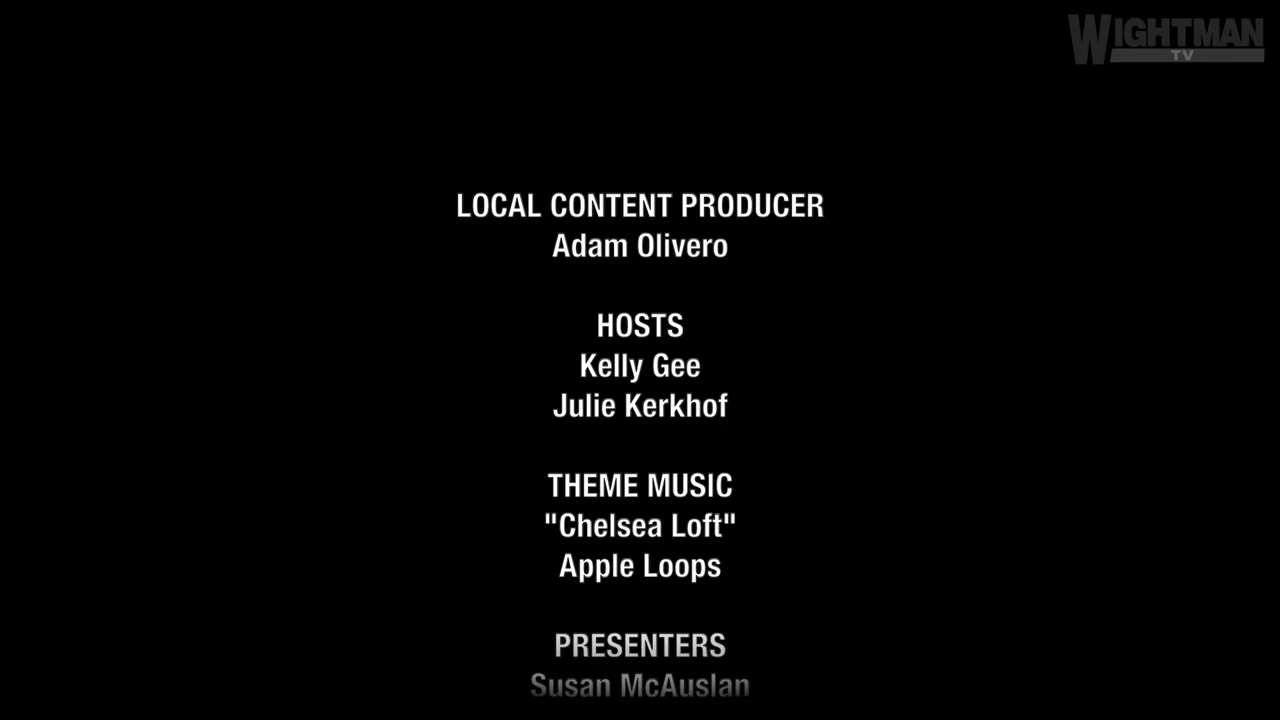 WIGHTMAN
TV
LOCAL CONTENT PRODUCER
Adam Olivero
HOSTS
Kelly Gee
Julie Kerkhof
THEME MUSIC
"Chelsea Loft"
Apple Loops
PRESENTERS
Susan McAuslan